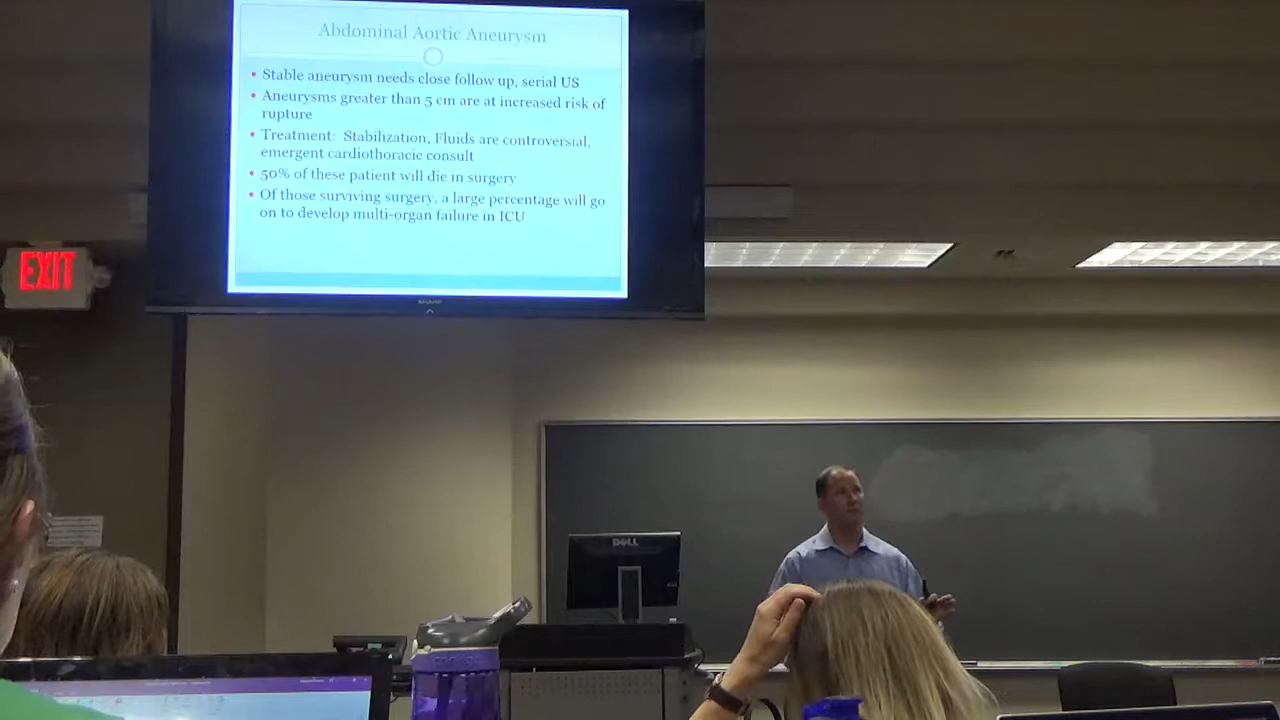 Abdominal Aortic Aneurysm
• Stable aneurysm needs close follow up, serial US
• Aneurysms greater than 5 cm are at increased risk of
rupture
• Treatment: Stabilization, Fluids are controversial,
emergent cardiothoracic consult
• 50% of these patient will die in surgery
• Of those surviving surgery, a large percentage will go
on to develop multi-organ failure in ICU
EXIT
SHARP
DELL